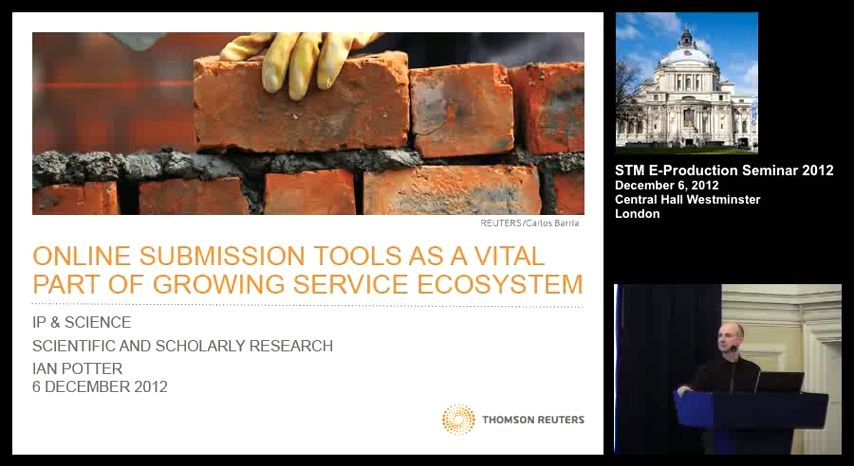 REUTERS/Carlos Barria
ONLINE SUBMISSION TOOLS AS A VITAL
PART OF GROWING SERVICE ECOSYSTEM
IP & SCIENCE
SCIENTIFIC AND SCHOLARLY RESEARCH
IAN POTTER
6 DECEMBER 2012
THOMSON REUTERS
STM E-Production Seminar 2012
December 6, 2012
Central Hall Westminster
London